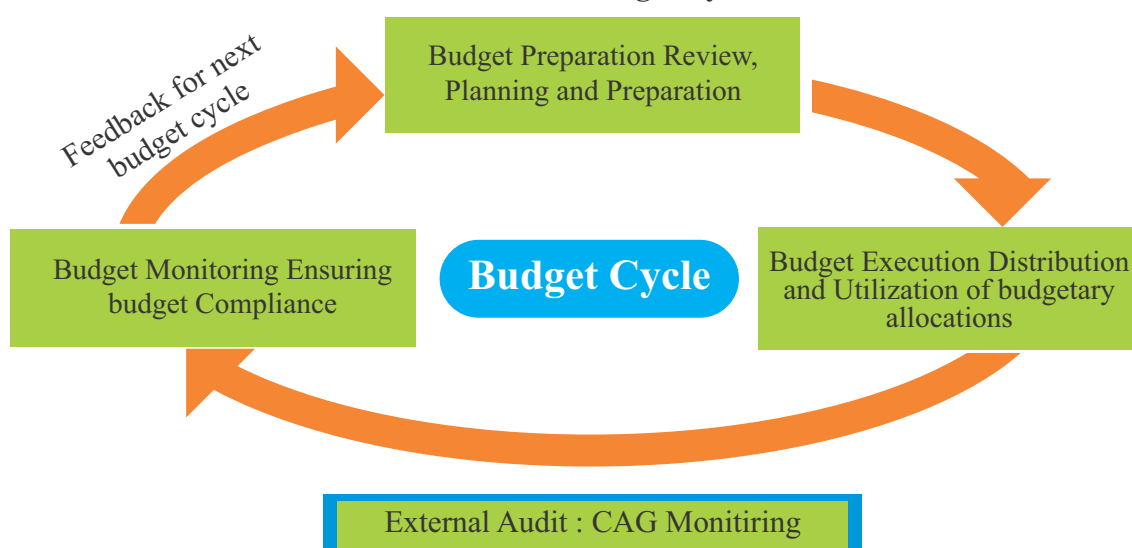 Budget Preparation Review,
Planning and Preparation
Feedback for next
budget cycle
Budget Monitoring Ensuring
budget Compliance
Budget Cycle
Budget Execution Distribution
and Utilization of budgetary
allocations
External Audit : CAG Monitiring